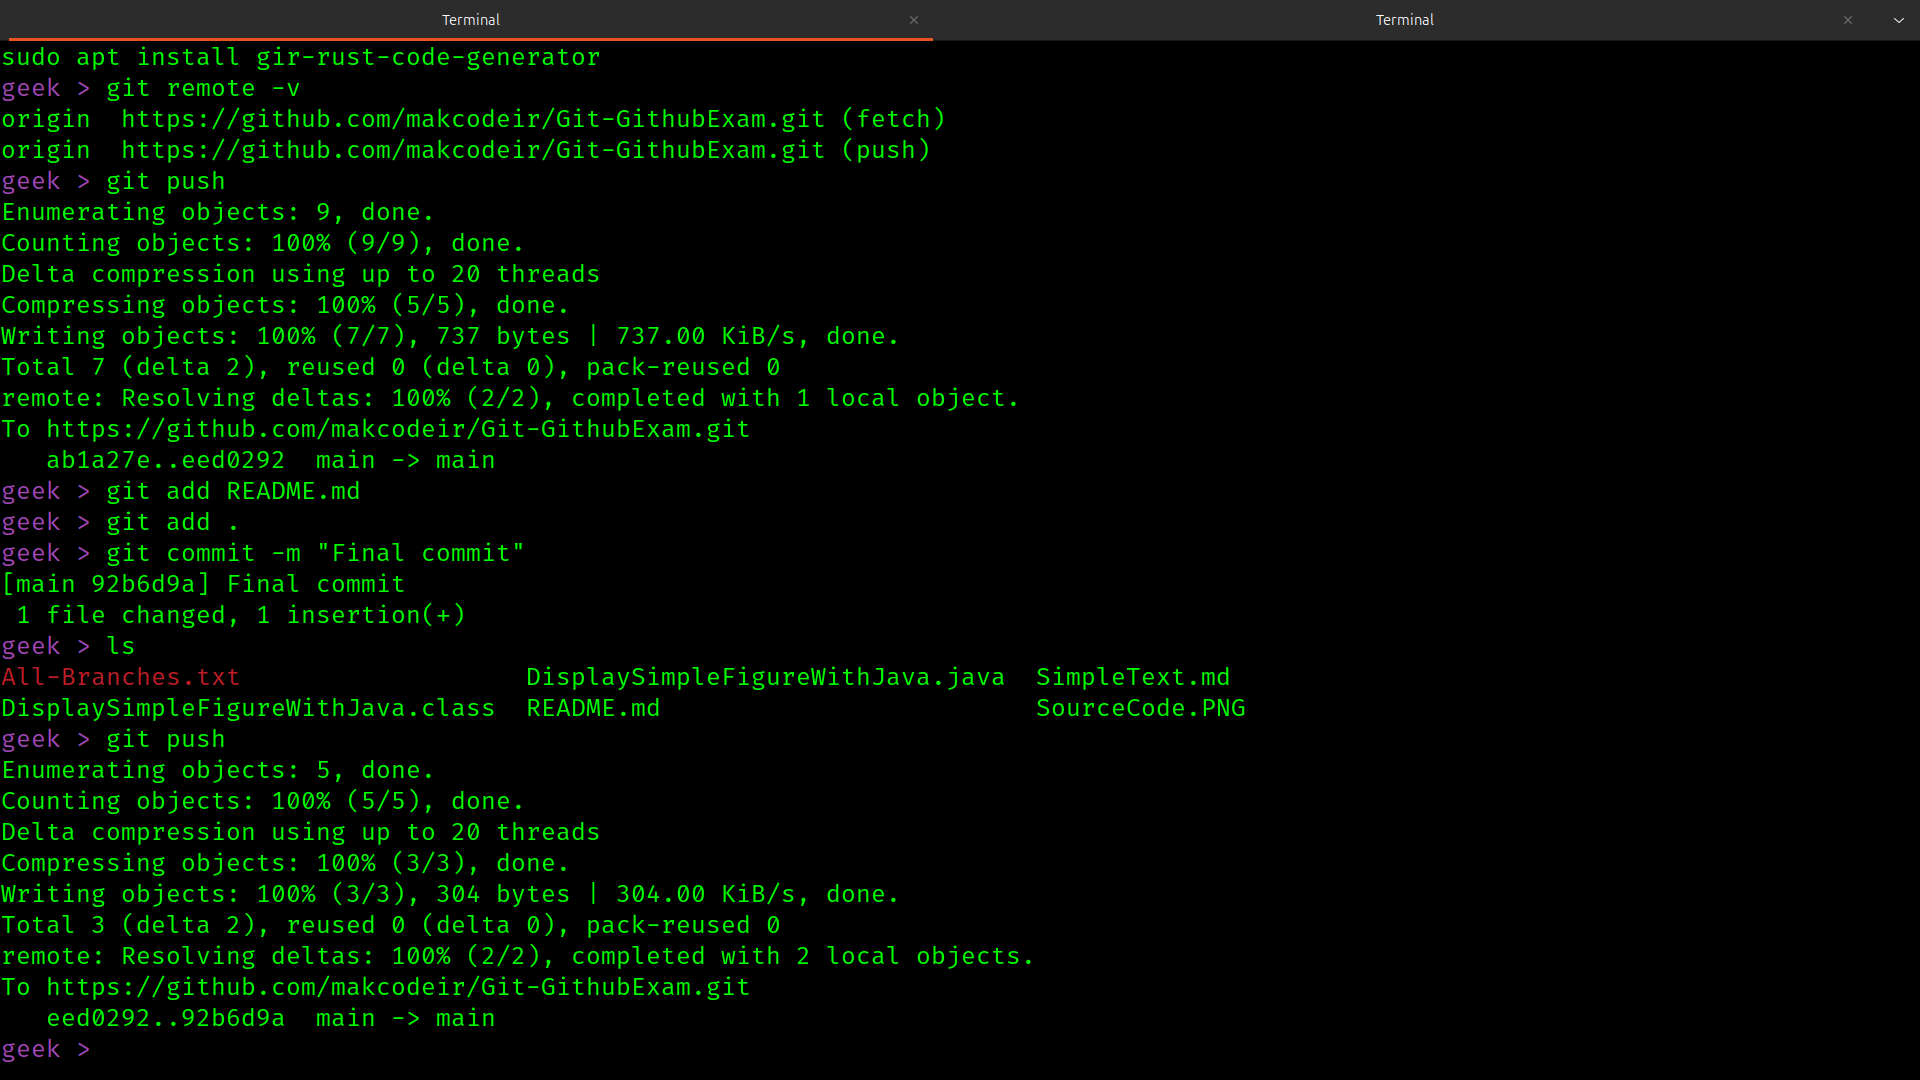 Terminal × Terminal ×
sudo apt install gir-rust-code-generator
geek > git remote -v
origin  https://github.com/makcodeir/Git-GithubExam.git (fetch)
origin  https://github.com/makcodeir/Git-GithubExam.git (push)
geek > git push
Enumerating objects: 9, done.
Counting objects: 100% (9/9), done.
Delta compression using up to 20 threads
Compressing objects: 100% (5/5), done.
Writing objects: 100% (7/7), 737 bytes | 737.00 KiB/s, done.
Total 7 (delta 2), reused 0 (delta 0), pack-reused 0
remote: Resolving deltas: 100% (2/2), completed with 1 local object.
To https://github.com/makcodeir/Git-GithubExam.git
   ab1a27e..eed0292  main -> main
geek > git add README.md
geek > git add .
geek > git commit -m "Final commit"
[main 92b6d9a] Final commit
 1 file changed, 1 insertion(+)
geek > ls
All-Branches.txt                   DisplaySimpleFigureWithJava.java  SimpleText.md
DisplaySimpleFigureWithJava.class  README.md                         SourceCode.PNG
geek > git push
Enumerating objects: 5, done.
Counting objects: 100% (5/5), done.
Delta compression using up to 20 threads
Compressing objects: 100% (3/3), done.
Writing objects: 100% (3/3), 304 bytes | 304.00 KiB/s, done.
Total 3 (delta 2), reused 0 (delta 0), pack-reused 0
remote: Resolving deltas: 100% (2/2), completed with 2 local objects.
To https://github.com/makcodeir/Git-GithubExam.git
   eed0292..92b6d9a  main -> main
geek >